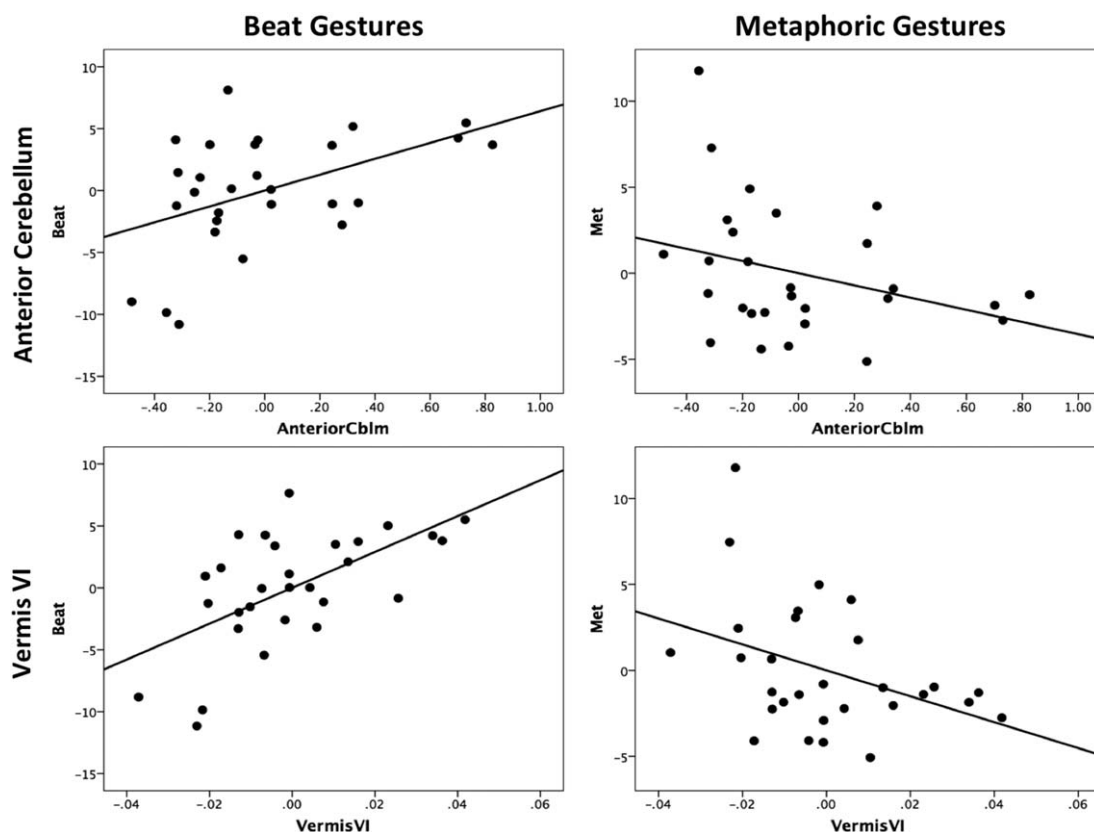 Beat Gestures
Metaphoric Gestures
Anterior Cerebellum
Beat
10
5
0
−5
−10
−15
-.40 -.20 .00 .20 .40 .60 .80 1.00
AnteriorCblm
Met
10
5
0
−5
-.40 -.20 .00 .20 .40 .60 .80 1.00
AnteriorCblm
Vermis VI
Beat
10
5
0
−5
−10
−15
-.04 -.02 .00 .02 .04 .06
VermisVI
Met
10
5
0
−5
-.04 -.02 .00 .02 .04 .06
VermisVI